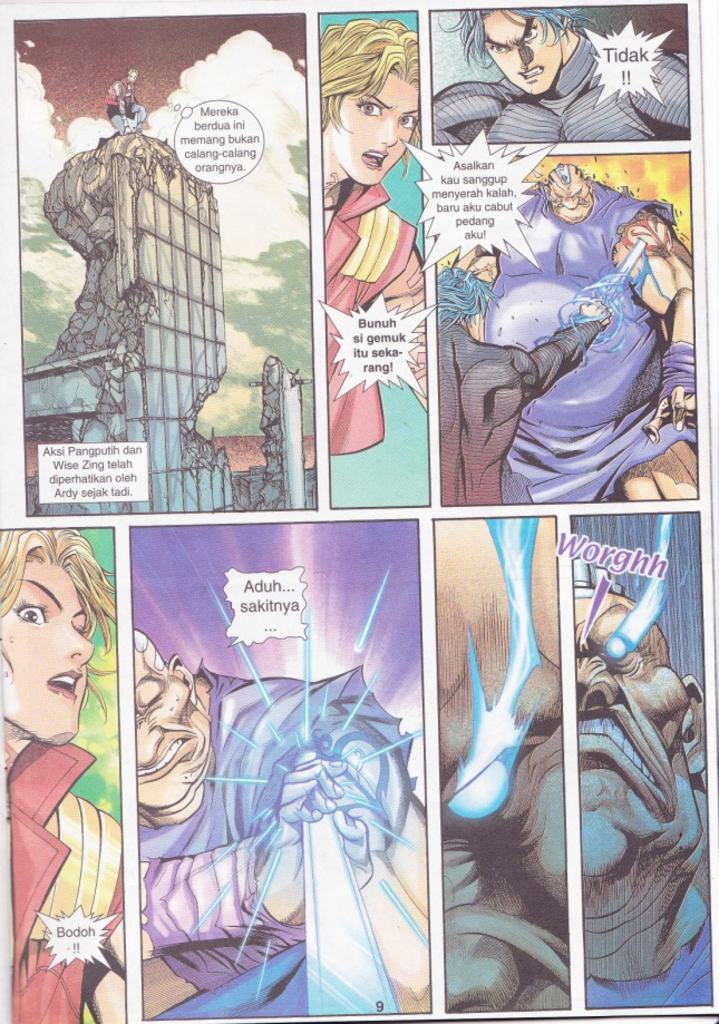 Mereka
berdua ini
memang bukan
calang-calang
orangnya.
Aksi Pangputih dan
Wise Zing telah
diperhatikan oleh
Ardy sejak tadi.
Bunuh
si gemuk
itu seka-
rang!
Tidak
!!
Asalkan
kau sanggup
menyerah kalah,
baru aku cabut
pedang
aku!
Bodoh
- !!
Aduh...
sakitnya
...
Worghh
!
9